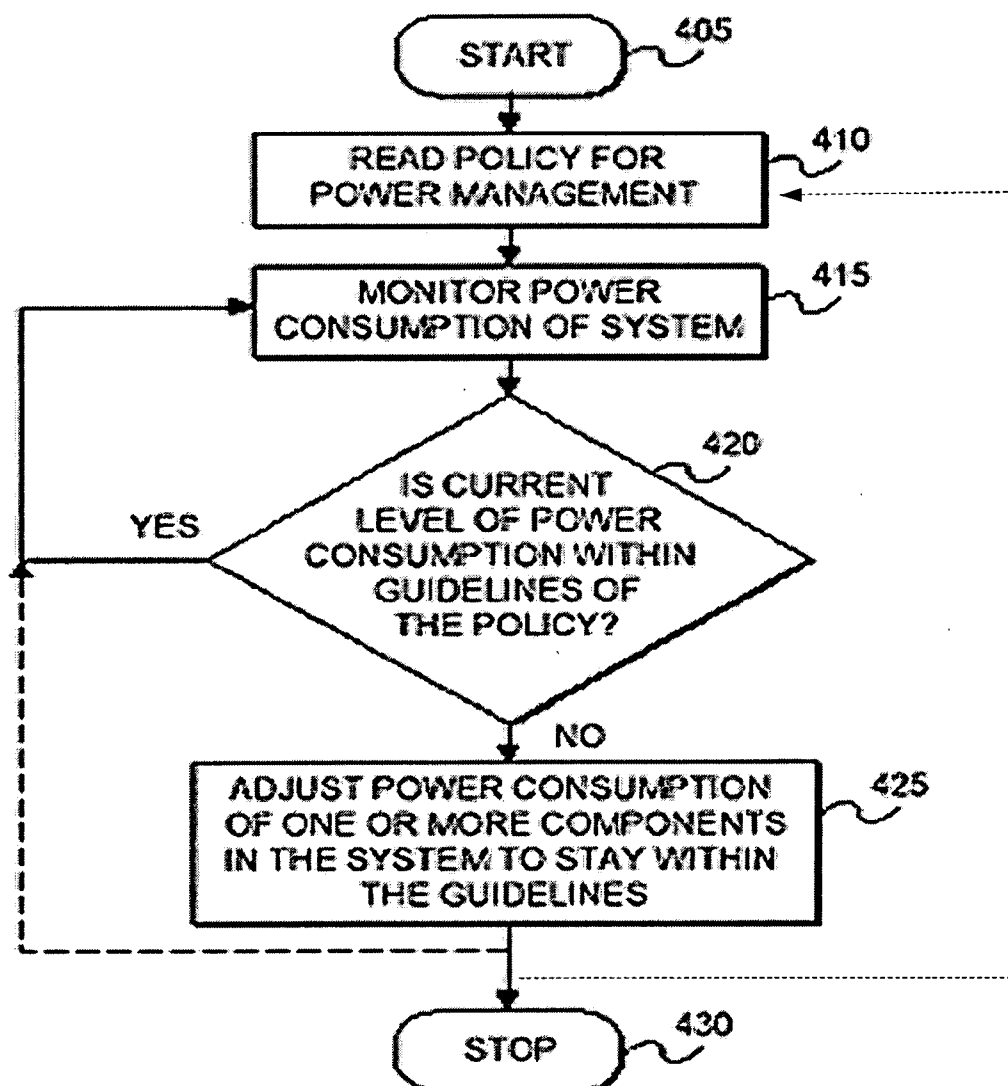 START
405
READ POLICY FOR
POWER MANAGEMENT
410
MONITOR POWER
CONSUMPTION OF SYSTEM
415
IS CURRENT
LEVEL OF POWER
CONSUMPTION WITHIN
GUIDELINES OF
THE POLICY?
420
YES
NO
ADJUST POWER CONSUMPTION
OF ONE OR MORE COMPONENTS
IN THE SYSTEM TO STAY WITHIN
THE GUIDELINES
425
STOP
430